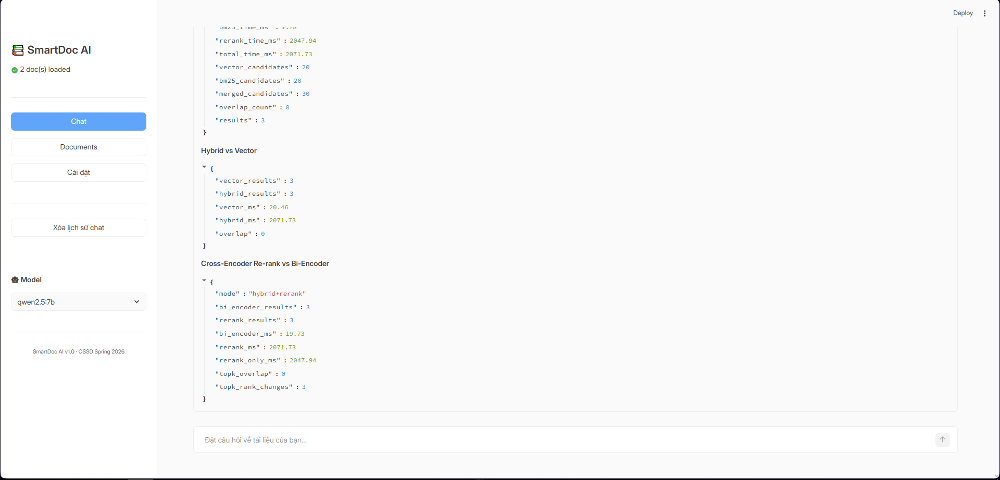 Deploy
SmartDoc AI
2 doc(s) loaded
Chat
Documents
Cài đặt
Xóa lịch sử chat
Model
qwen2.5:7b
SmartDoc AI v1.0 · OSSD Spring 2026
"bm25_time_ms" : 1.78
"rerank_time_ms" : 2047.94
"total_time_ms" : 2071.73
"vector_candidates" : 20
"bm25_candidates" : 20
"merged_candidates" : 30
"overlap_count" : 0
"results" : 3
}
Hybrid vs Vector
{
"vector_results" : 3
"hybrid_results" : 3
"vector_ms" : 20.46
"hybrid_ms" : 2071.73
"overlap" : 0
}
Cross-Encoder Re-rank vs Bi-Encoder
{
"mode" : "hybrid+rerank"
"bi_encoder_results" : 3
"rerank_results" : 3
"bi_encoder_ms" : 19.73
"rerank_ms" : 2071.73
"rerank_only_ms" : 2047.94
"topk_overlap" : 0
"topk_rank_changes" : 3
}
Đặt câu hỏi về tài liệu của bạn...